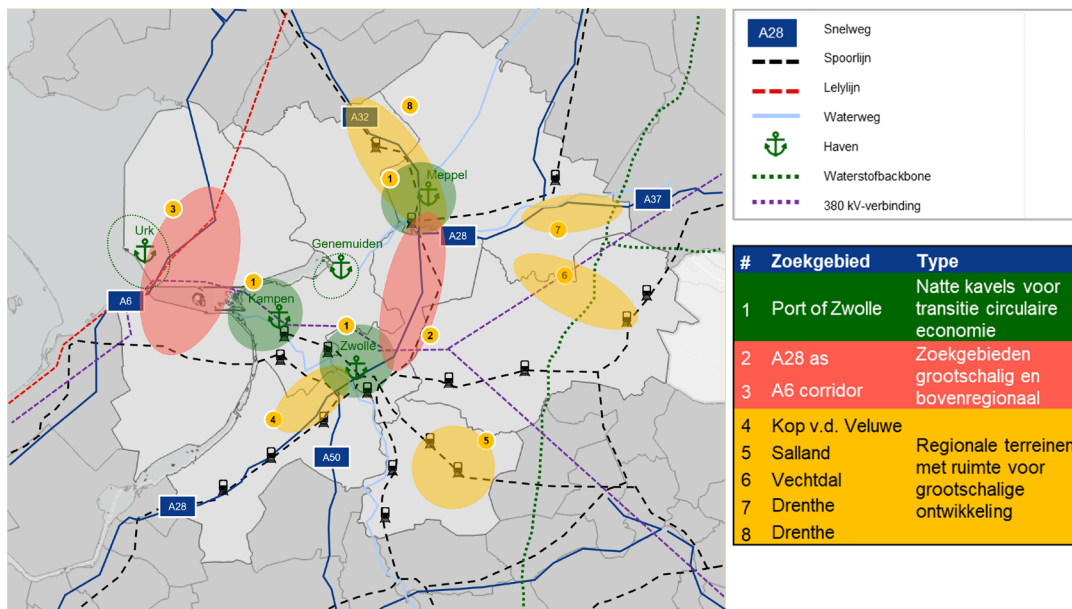 8
A32
1
Meppel
3
A37
Urk
Genemuiden
A28
7
1
6
A6
Kampen
1
2
Zwolle
4
5
A50
A28
A28 Snelweg
Spoorlijn
Lelylijn
Waterweg
Haven
Waterstofbackbone
380 kV-verbinding
# Zoekgebied Type
1 Port of Zwolle Natte kavels voor
transitie circulaire
economie
2 A28 as Zoekgebieden
grootschalig en
3 A6 corridor bovenregionaal
4 Kop v.d. Veluwe
5 Salland Regionale terreinen
6 Vechtdal met ruimte voor
grootschalige
7 Drenthe ontwikkeling
8 Drenthe